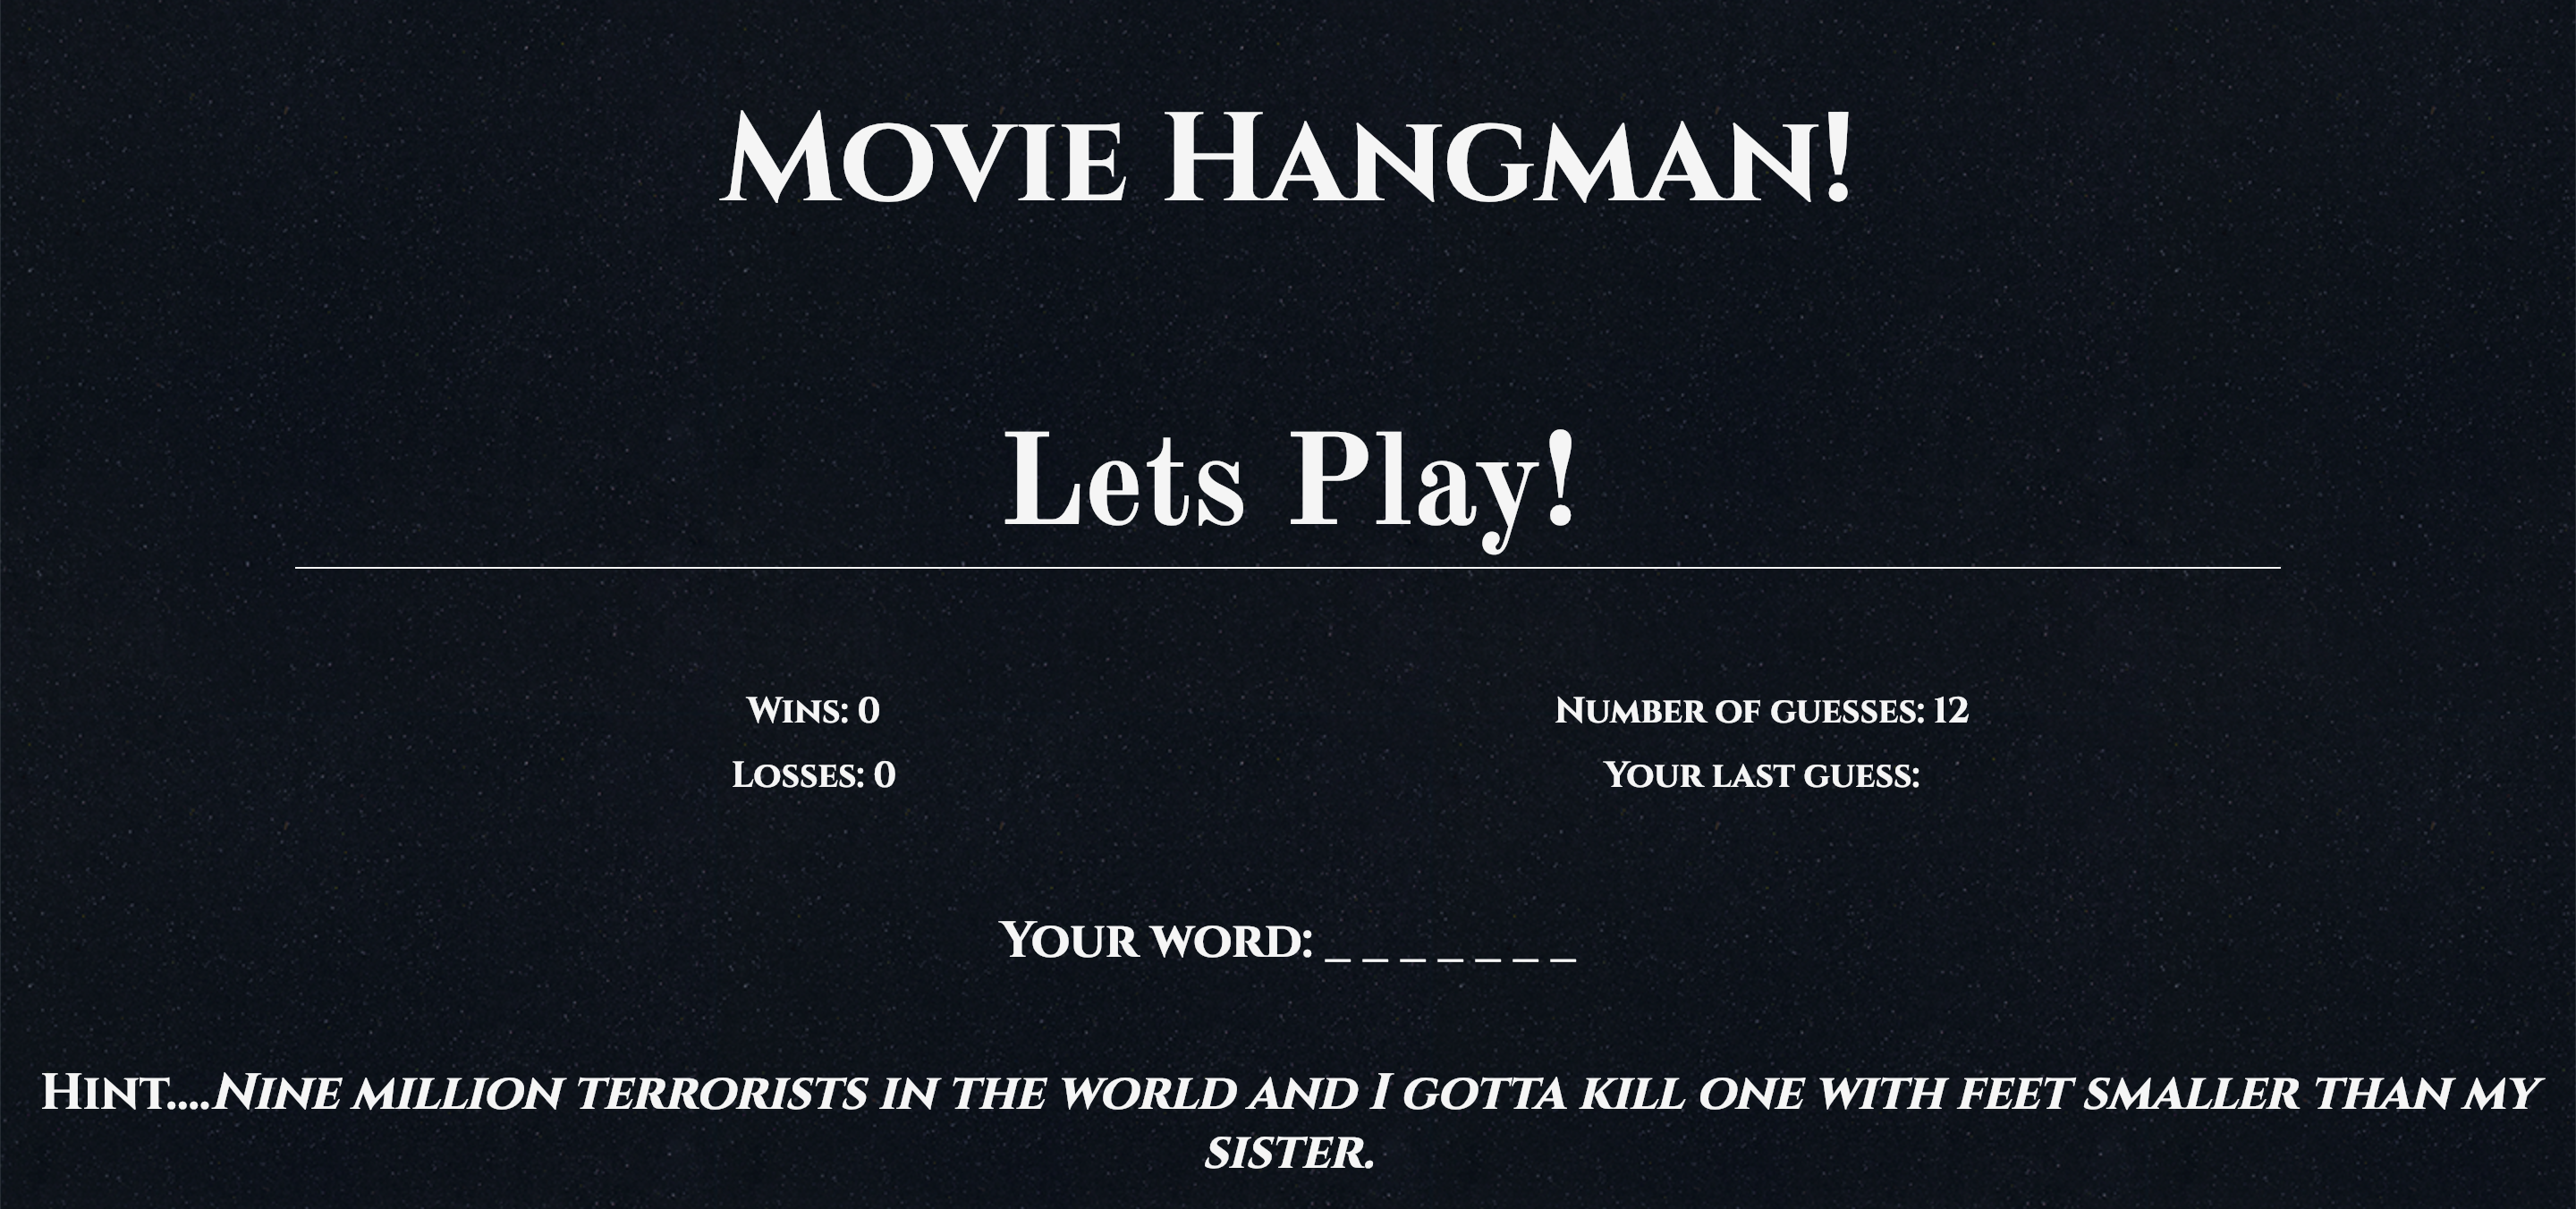 Movie Hangman!
Lets Play!
Wins: 0
Number of guesses: 12
Losses: 0
Your last guess:
Your word: _ _ _ _ _ _ _
Hint....Nine million terrorists in the world and I gotta kill one with feet smaller than my
sister.